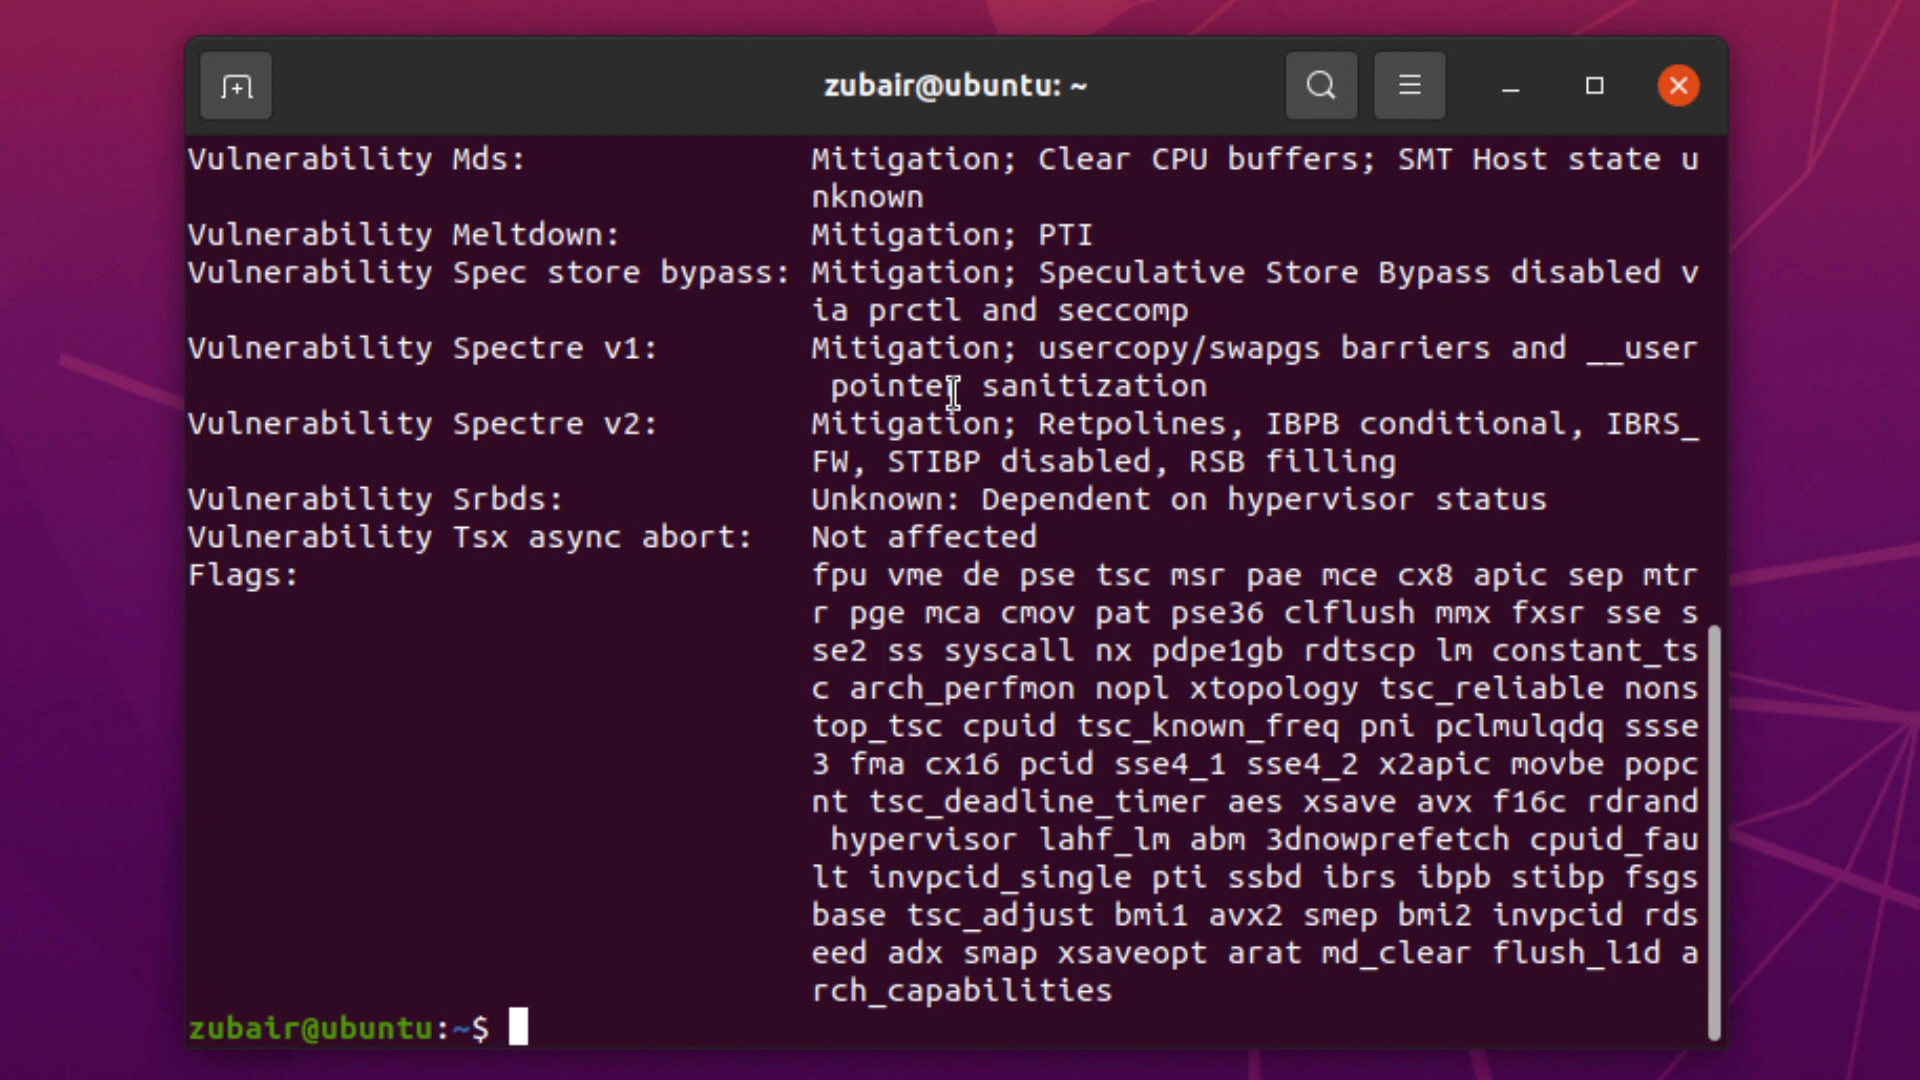 zubair@ubuntu: ~
Vulnerability Mds:               Mitigation; Clear CPU buffers; SMT Host state u
                                 nknown
Vulnerability Meltdown:          Mitigation; PTI
Vulnerability Spec store bypass: Mitigation; Speculative Store Bypass disabled v
                                 ia prctl and seccomp
Vulnerability Spectre v1:        Mitigation; usercopy/swapgs barriers and __user
                                  pointer sanitization
Vulnerability Spectre v2:        Mitigation; Retpolines, IBPB conditional, IBRS_
                                 FW, STIBP disabled, RSB filling
Vulnerability Srbds:             Unknown: Dependent on hypervisor status
Vulnerability Tsx async abort:   Not affected
Flags:                           fpu vme de pse tsc msr pae mce cx8 apic sep mtr
                                 r pge mca cmov pat pse36 clflush mmx fxsr sse s
                                 se2 ss syscall nx pdpe1gb rdtscp lm constant_ts
                                 c arch_perfmon nopl xtopology tsc_reliable nons
                                 top_tsc cpuid tsc_known_freq pni pclmulqdq ssse
                                 3 fma cx16 pcid sse4_1 sse4_2 x2apic movbe popc
                                 nt tsc_deadline_timer aes xsave avx f16c rdrand
                                  hypervisor lahf_lm abm 3dnowprefetch cpuid_fau
                                 lt invpcid_single pti ssbd ibrs ibpb stibp fsgs
                                 base tsc_adjust bmi1 avx2 smep bmi2 invpcid rds
                                 eed adx smap xsaveopt arat md_clear flush_l1d a
                                 rch_capabilities
zubair@ubuntu:~$